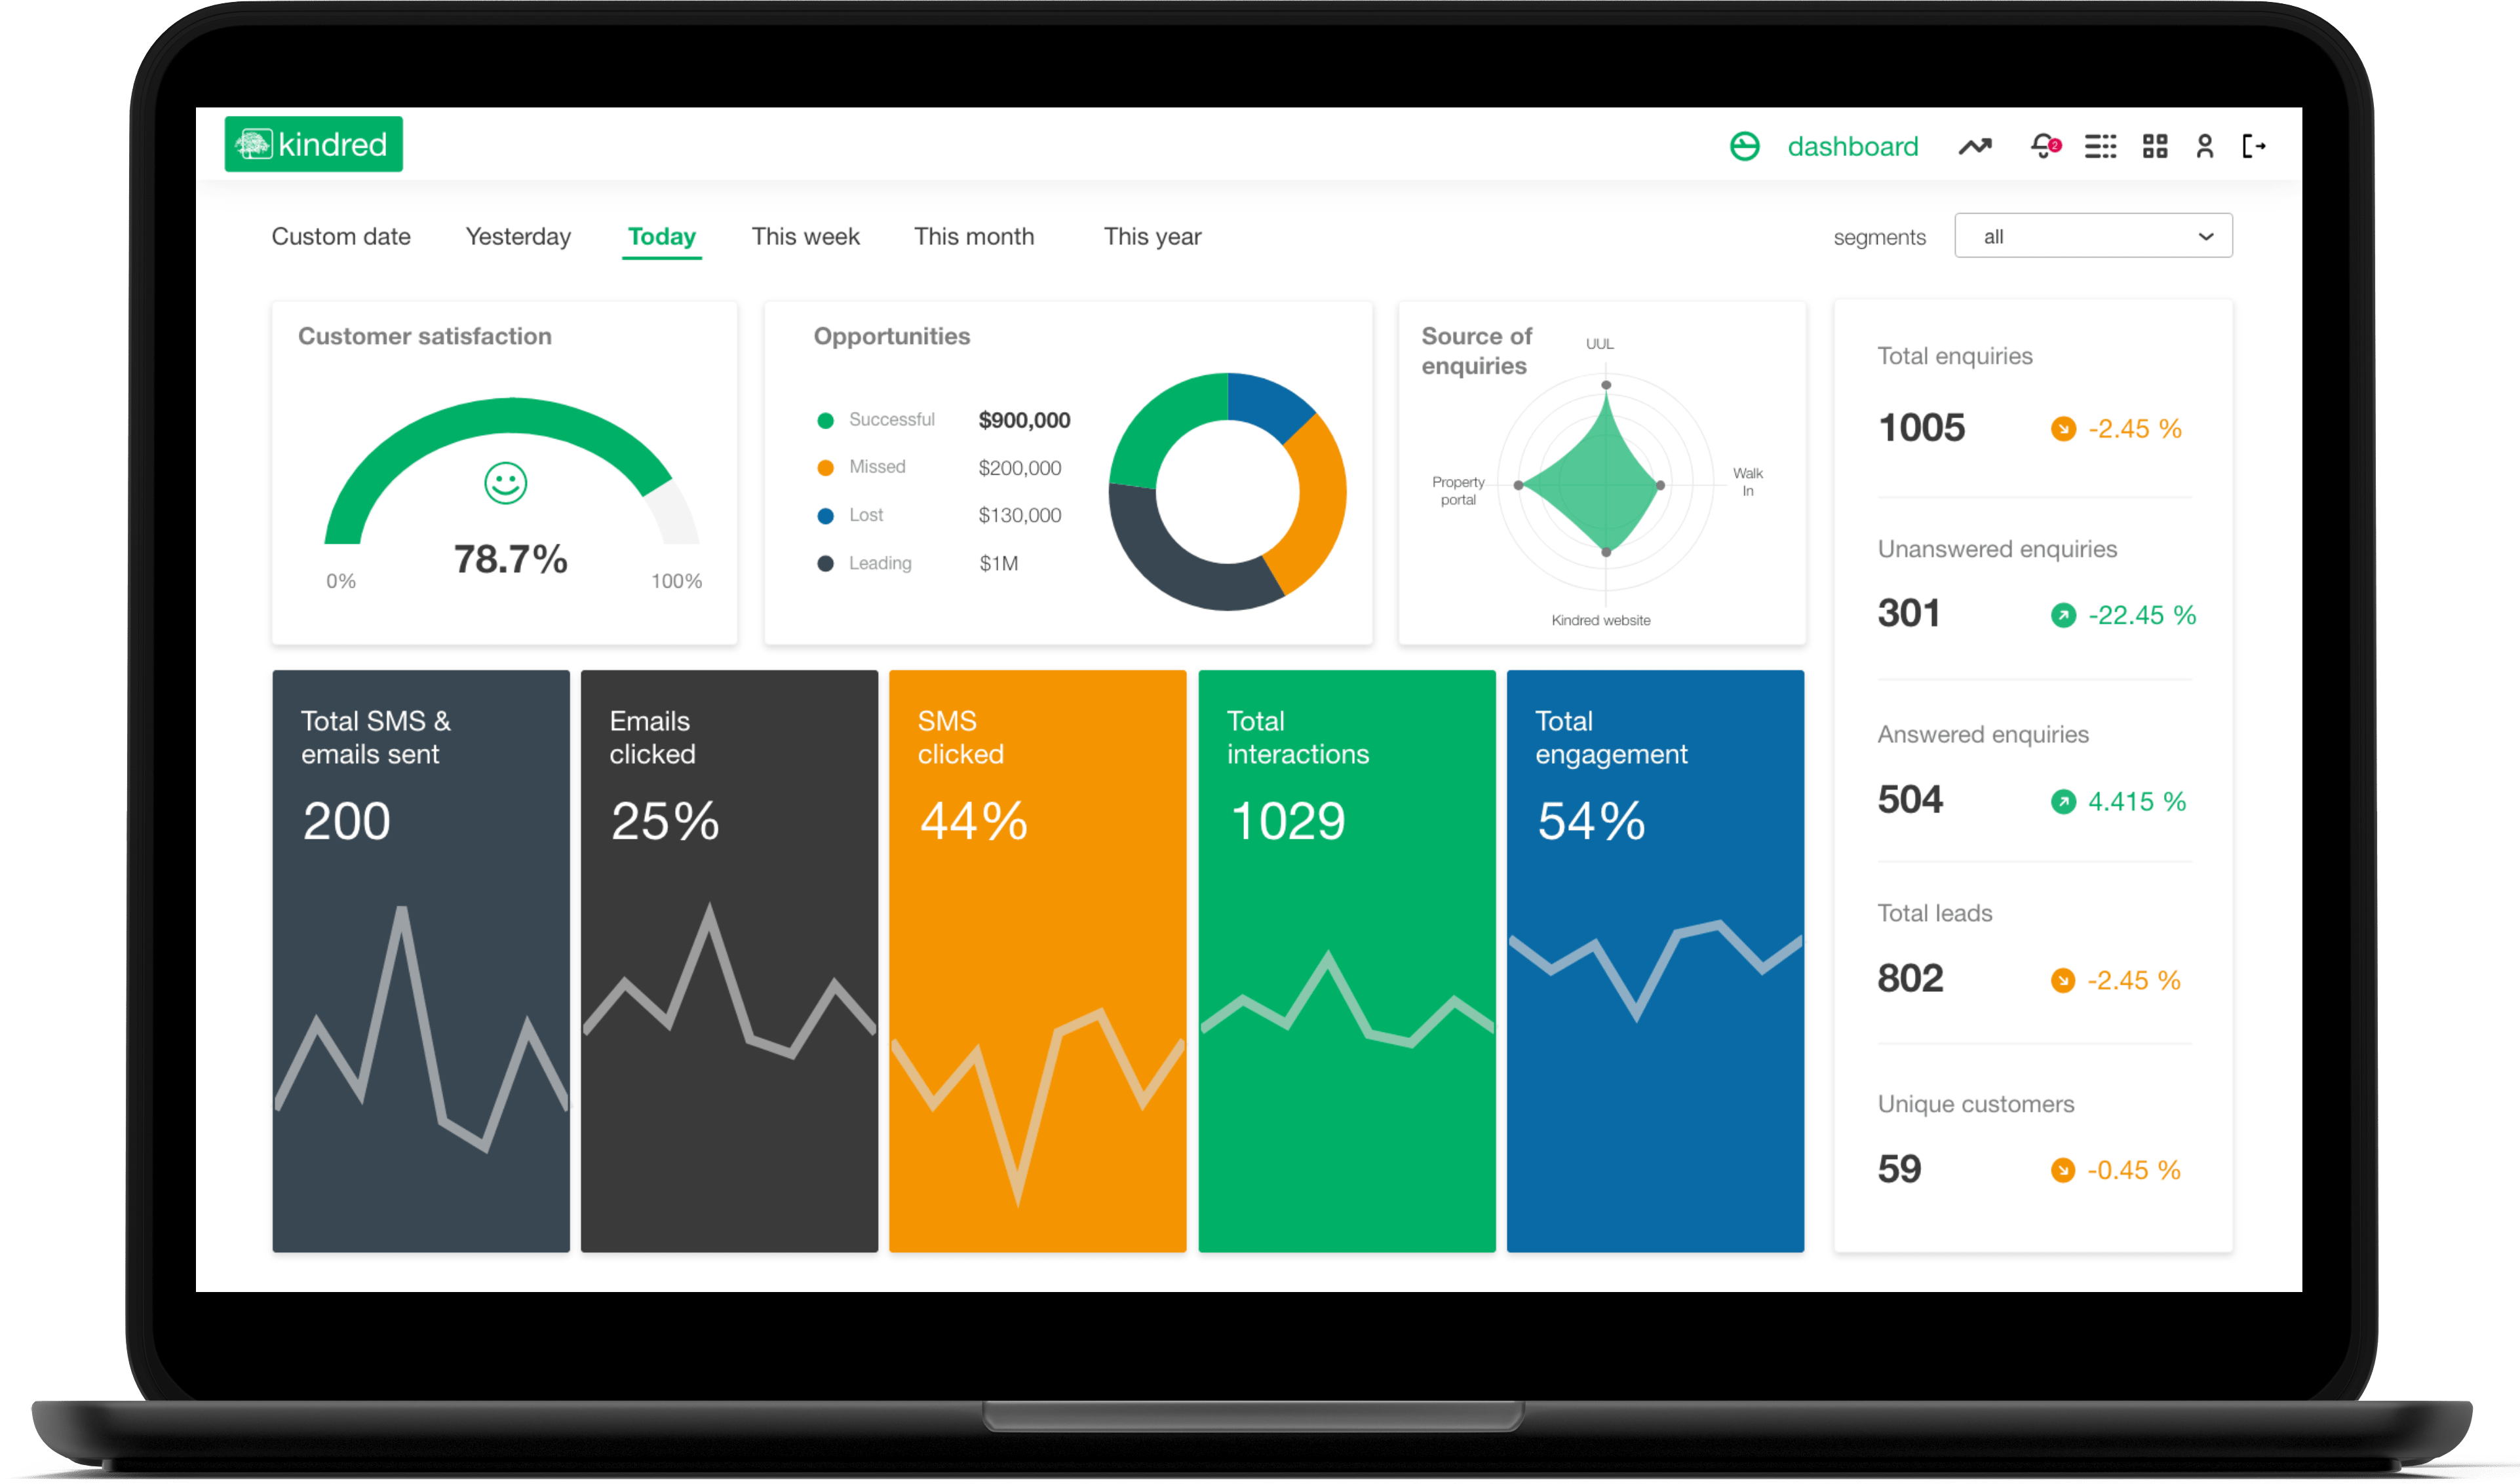 kindred
dashboard
2
Custom date
Yesterday
Today
This week
This month
This year
segments
all
Customer satisfaction
78.7%
0%
100%
Opportunities
Successful $900,000
Missed $200,000
Lost $130,000
Leading $1M
Source of
enquiries
UUL
Property
portal
Walk
In
Kindred website
Total enquiries
1005 -2.45 %
Unanswered enquiries
301 -22.45 %
Answered enquiries
504 4.415 %
Total leads
802 -2.45 %
Unique customers
59 -0.45 %
Total SMS &
emails sent
200
Emails
clicked
25%
SMS
clicked
44%
Total
interactions
1029
Total
engagement
54%